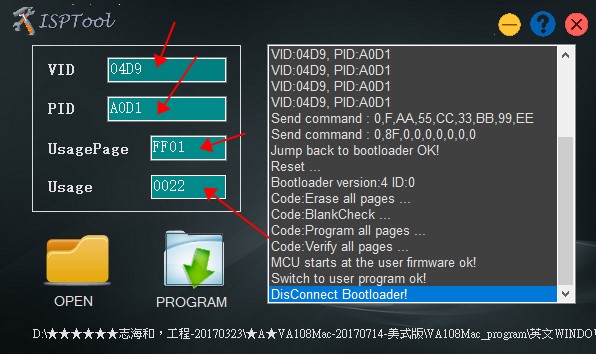 ISPTool
VID 04D9
PID A0D1
UsagePage FF01
Usage 0022
VID:04D9, PID:A0D1
VID:04D9, PID:A0D1
VID:04D9, PID:A0D1
VID:04D9, PID:A0D1
Send command : 0,F,AA,55,CC,33,BB,99,EE
Send command : 0,8F,0,0,0,0,0,0,0
Jump back to bootloader OK!
Reset ...
Bootloader version:4 ID:0
Code:Erase all pages ...
Code:BlankCheck ...
Code:Program all pages ...
Code:Verify all pages ...
MCU starts at the user firmware ok!
Switch to user program ok!
DisConnect Bootloader!
OPEN
PROGRAM
D:\★★★★★★志海和，工程-20170323\★A★VA108Mac-20170714-美式版\VA108Mac_program\英文WINDO